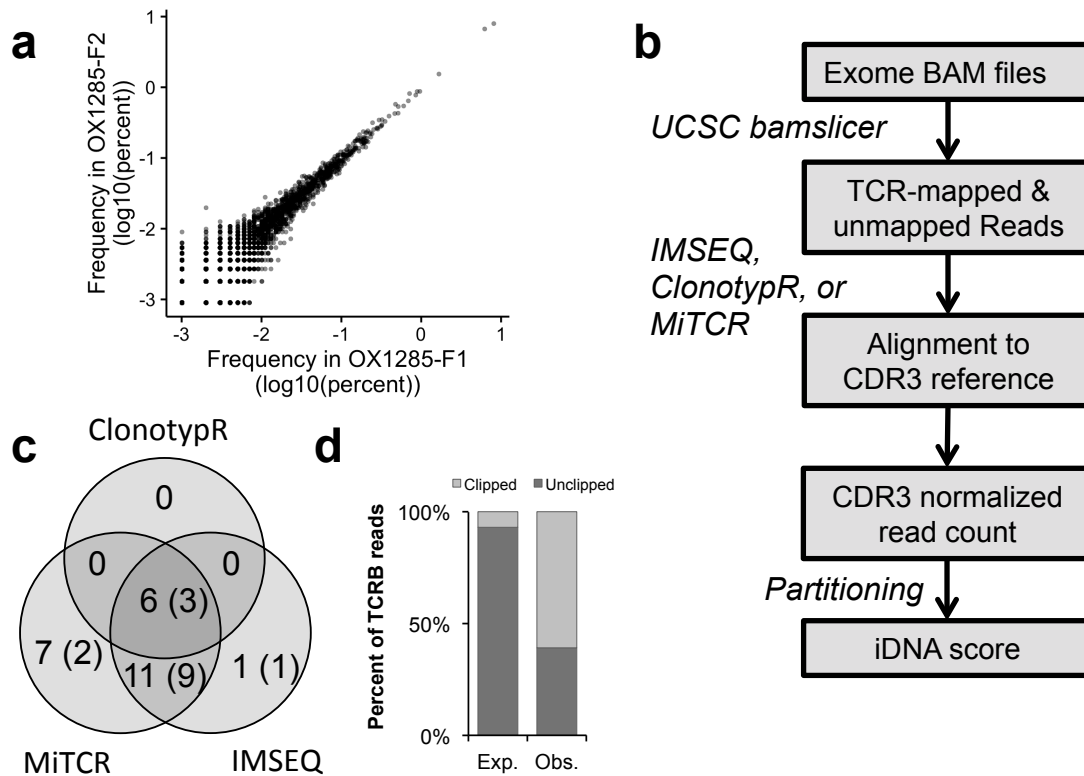 a
Frequency in OX1285-F2
(log10(percent))
1
0
-1
-2
-3
-3 -2 -1 0 1
Frequency in OX1285-F1
(log10(percent))
b
Exome BAM files
UCSC bamslicer
TCR-mapped &
unmapped Reads
IMSEQ,
ClonotypR, or
MiTCR
Alignment to
CDR3 reference
CDR3 normalized
read count
Partitioning
iDNA score
c
ClonotypR
0
0 0
6 (3)
7 (2) 11 (9) 1 (1)
MiTCR IMSEQ
d
Clipped Unclipped
Percent of TCRB reads
100%
50%
0%
Exp. Obs.